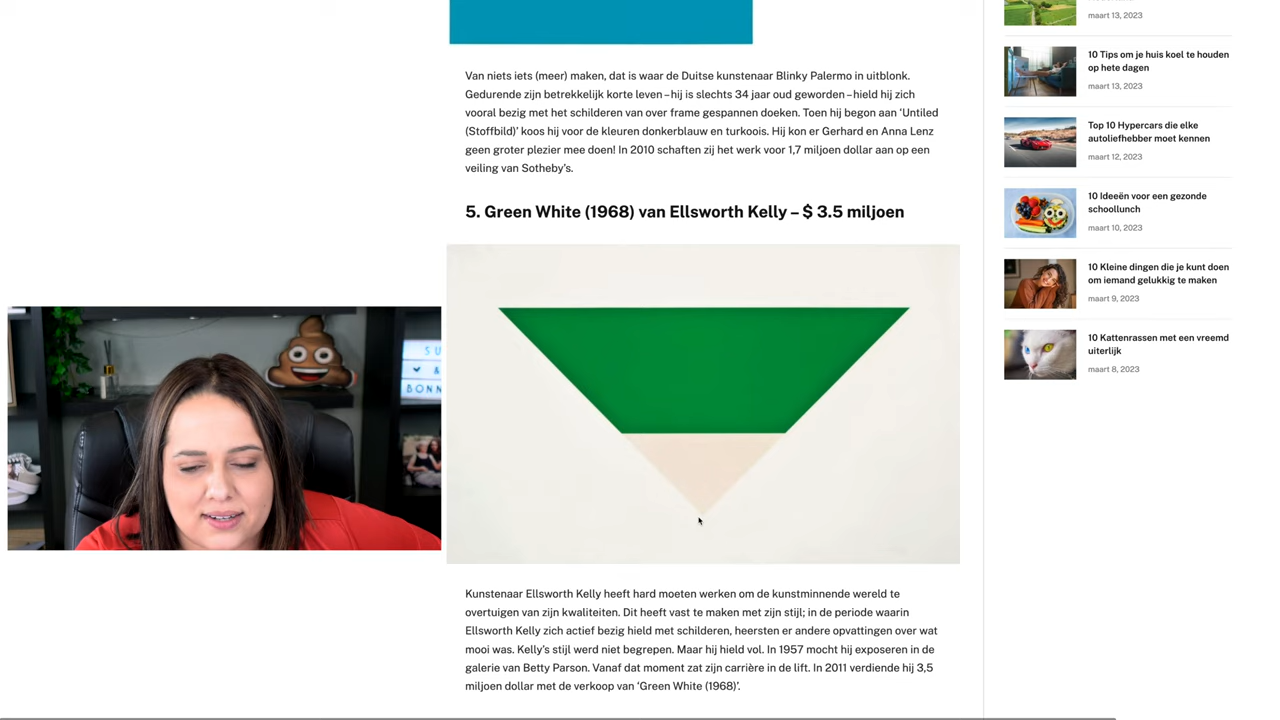 Van niets iets (meer) maken, dat is waar de Duitse kunstenaar Blinky Palermo in uitblonk.
Gedurende zijn betrekkelijk korte leven – hij is slechts 34 jaar oud geworden – hield hij zich
vooral bezig met het schilderen van over frame gespannen doeken. Toen hij begon aan ‘Untiled
(Stoffbild)’ koos hij voor de kleuren donkerblauw en turkoois. Hij kon er Gerhard en Anna Lenz
geen groter plezier mee doen! In 2010 schaften zij het werk voor 1,7 miljoen dollar aan op een
veiling van Sotheby’s.
5. Green White (1968) van Ellsworth Kelly – $ 3.5 miljoen
SU
&
BONN
Kunstenaar Ellsworth Kelly heeft hard moeten werken om de kunstminnende wereld te
overtuigen van zijn kwaliteiten. Dit heeft vast te maken met zijn stijl; in de periode waarin
Ellsworth Kelly zich actief bezig hield met schilderen, heersten er andere opvattingen over wat
mooi was. Kelly’s stijl werd niet begrepen. Maar hij hield vol. In 1957 mocht hij exposeren in de
galerie van Betty Parson. Vanaf dat moment zat zijn carrière in de lift. In 2011 verdiende hij 3,5
miljoen dollar met de verkoop van ‘Green White (1968)’.
maart 13, 2023
10 Tips om je huis koel te houden
op hete dagen
maart 13, 2023
Top 10 Hypercars die elke
autoliefhebber moet kennen
maart 12, 2023
10 Ideeën voor een gezonde
schoollunch
maart 10, 2023
10 Kleine dingen die je kunt doen
om iemand gelukkig te maken
maart 9, 2023
10 Kattenrassen met een vreemd
uiterlijk
maart 8, 2023